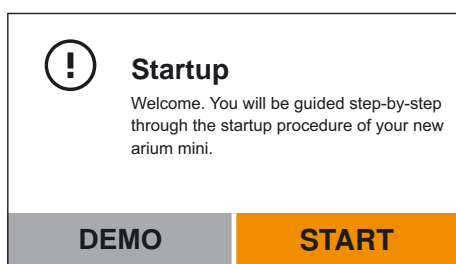 Startup
Welcome. You will be guided step-by-step
through the startup procedure of your new
arium mini.
DEMO START